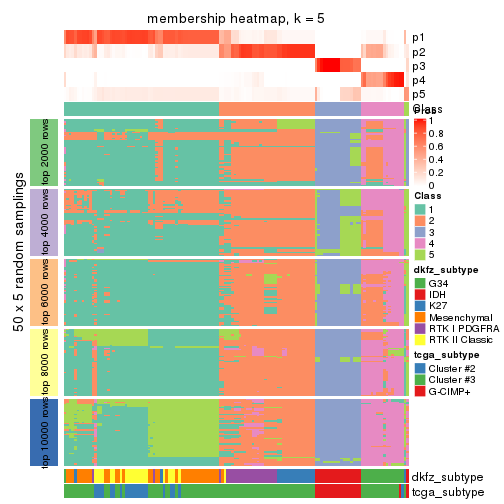 membership heatmap, k = 5
p1
p2
p3
p4
p5
Class
1
0.8
0.6
0.4
0.2
0
Class
1
2
3
4
5
dkfz_subtype
G34
IDH
K27
Mesenchymal
RTK I PDGFRA
RTK II Classic
tcga_subtype
Cluster #2
Cluster #3
G-CIMP+
50 x 5 random samplings
top 2000 rows
top 4000 rows
top 6000 rows
top 8000 rows
top 10000 rows
dkfz_subtype
tcga_subtype